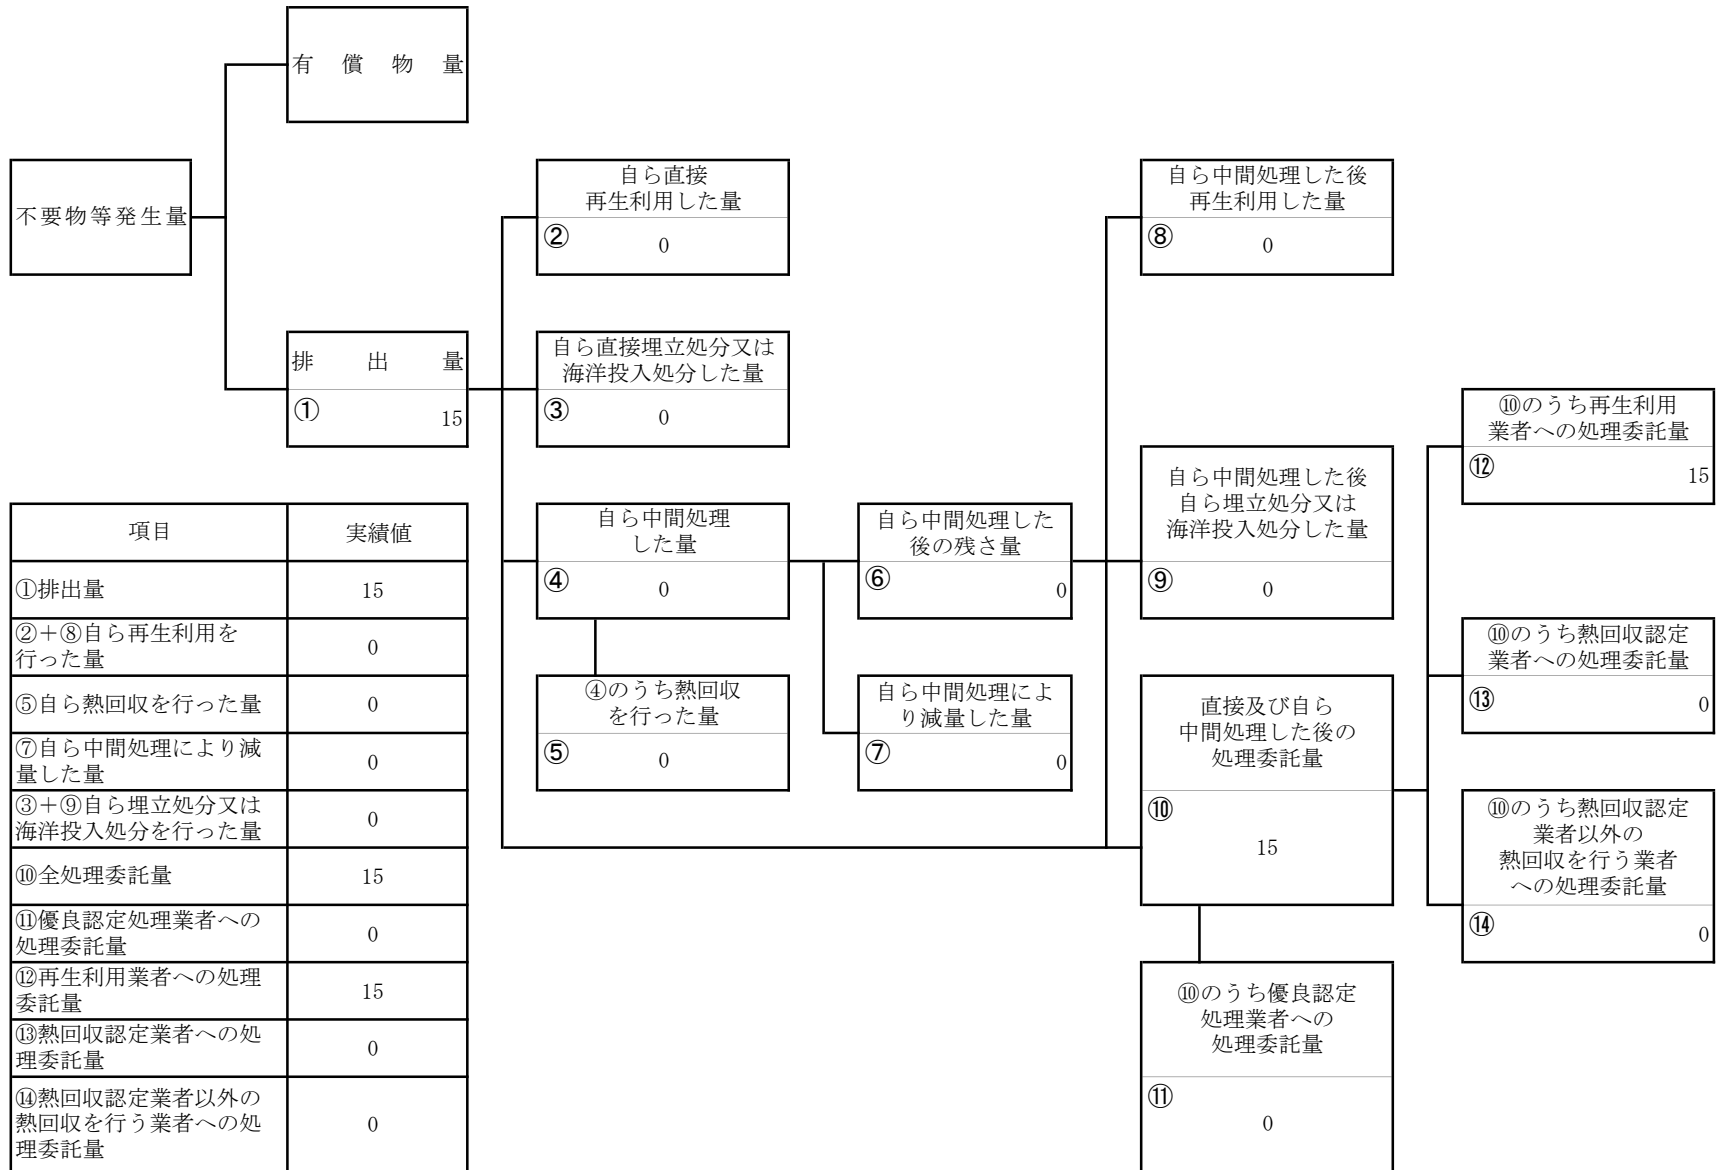 有償物量
不要物等発生量
排出量
①
15
自ら直接
再生利用した量
②
0
自ら直接埋立処分又は
海洋投入処分した量
③
0
自ら中間処理
した量
④
0
④のうち熱回収
を行った量
⑤
0
自ら中間処理した
後の残さ量
⑥
0
自ら中間処理によ
り減量した量
⑦
0
自ら中間処理した後
再生利用した量
⑧
0
自ら中間処理した後
自ら埋立処分又は
海洋投入処分した量
⑨
0
直接及び自ら
中間処理した後の
処理委託量
⑩
15
⑩のうち優良認定
処理業者への
処理委託量
⑪
0
⑩のうち再生利用
業者への処理委託量
⑫
15
⑩のうち熱回収認定
業者への処理委託量
⑬
0
⑩のうち熱回収認定
業者以外の
熱回収を行う業者
への処理委託量
⑭
0
項目 実績値
①排出量 15
②+⑧自ら再生利用を
行った量 0
⑤自ら熱回収を行った量 0
⑦自ら中間処理により減
量した量 0
③+⑨自ら埋立処分又は
海洋投入処分を行った量 0
⑩全処理委託量 15
⑪優良認定処理業者への
処理委託量 0
⑫再生利用業者への処理
委託量 15
⑬熱回収認定業者への処
理委託量 0
⑭熱回収認定業者以外の
熱回収を行う業者への処
理委託量 0